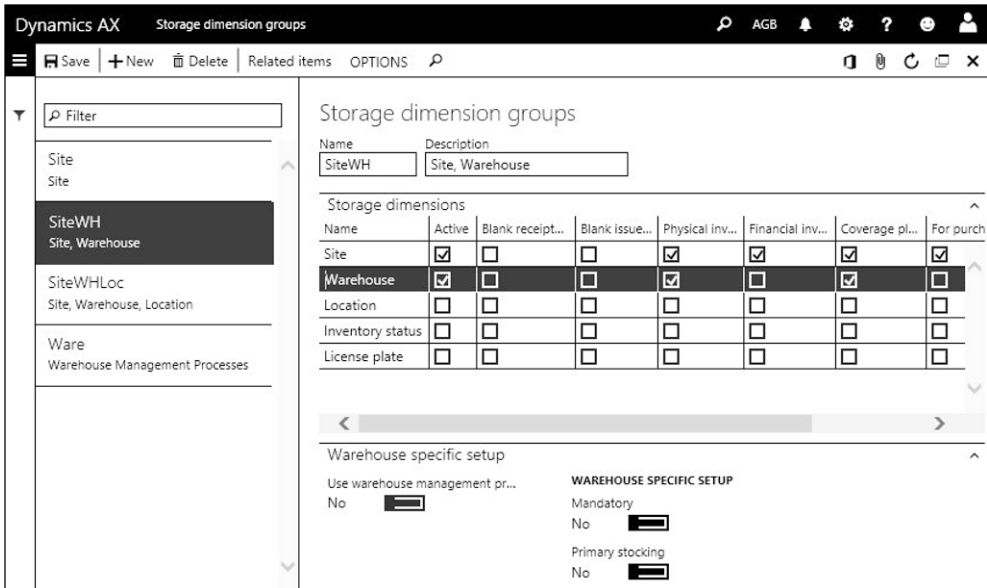 Dynamics AX Storage dimension groups AGB ?
Save New Delete Related items OPTIONS
Filter
Site
Site
SiteWH
Site, Warehouse
SiteWHLoc
Site, Warehouse, Location
Ware
Warehouse Management Processes
Storage dimension groups
Name Description
SiteWH Site, Warehouse
Storage dimensions
Name Active Blank receipt... Blank issue... Physical inv... Financial inv... Coverage pl... For purch
Site
Warehouse
Location
Inventory status
License plate
Warehouse specific setup
Use warehouse management pr...
No
WAREHOUSE SPECIFIC SETUP
Mandatory
No
Primary stocking
No